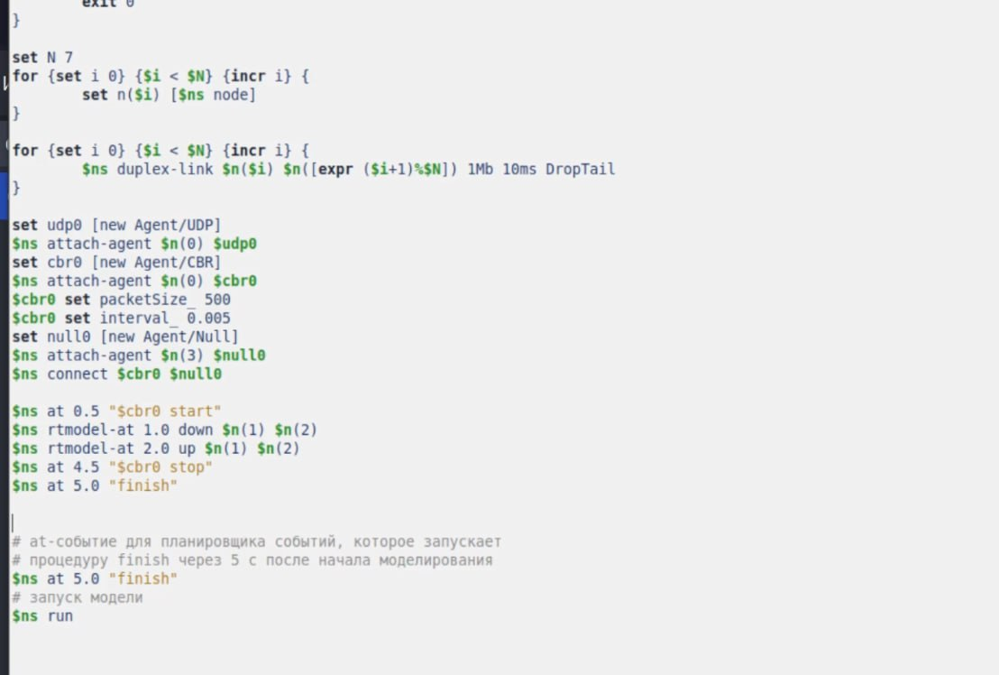 exit 0
}
set N 7
for {set i 0} {$i < $N} {incr i} {
set n($i) [$ns node]
}
for {set i 0} {$i < $N} {incr i} {
$ns duplex-link $n($i) $n([expr ($i+1)%$N]) 1Mb 10ms DropTail
}
set udp0 [new Agent/UDP]
$ns attach-agent $n(0) $udp0
set cbr0 [new Agent/CBR]
$ns attach-agent $n(0) $cbr0
$cbr0 set packetSize_ 500
$cbr0 set interval_ 0.005
set null0 [new Agent/Null]
$ns attach-agent $n(3) $null0
$ns connect $cbr0 $null0
$ns at 0.5 "$cbr0 start"
$ns rtmodel-at 1.0 down $n(1) $n(2)
$ns rtmodel-at 2.0 up $n(1) $n(2)
$ns at 4.5 "$cbr0 stop"
$ns at 5.0 "finish"
# at-событие для планировщика событий, которое запускает
# процедуру finish через 5 с после начала моделирования
$ns at 5.0 "finish"
# запуск модели
$ns run